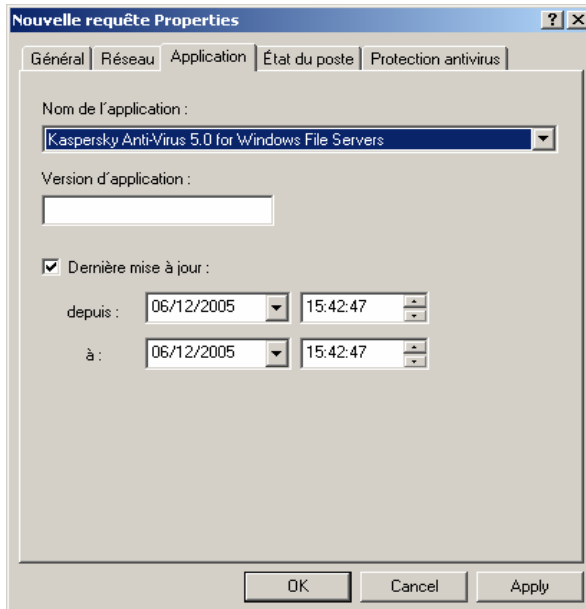 Nouvelle requête Properties
Général Réseau Application État du poste Protection antivirus
Nom de l'application :
Kaspersky Anti-Virus 5.0 for Windows File Servers
Version d'application :
Dernière mise à jour :
depuis : 06/12/2005 15:42:47
à : 06/12/2005 15:42:47
OK Cancel Apply